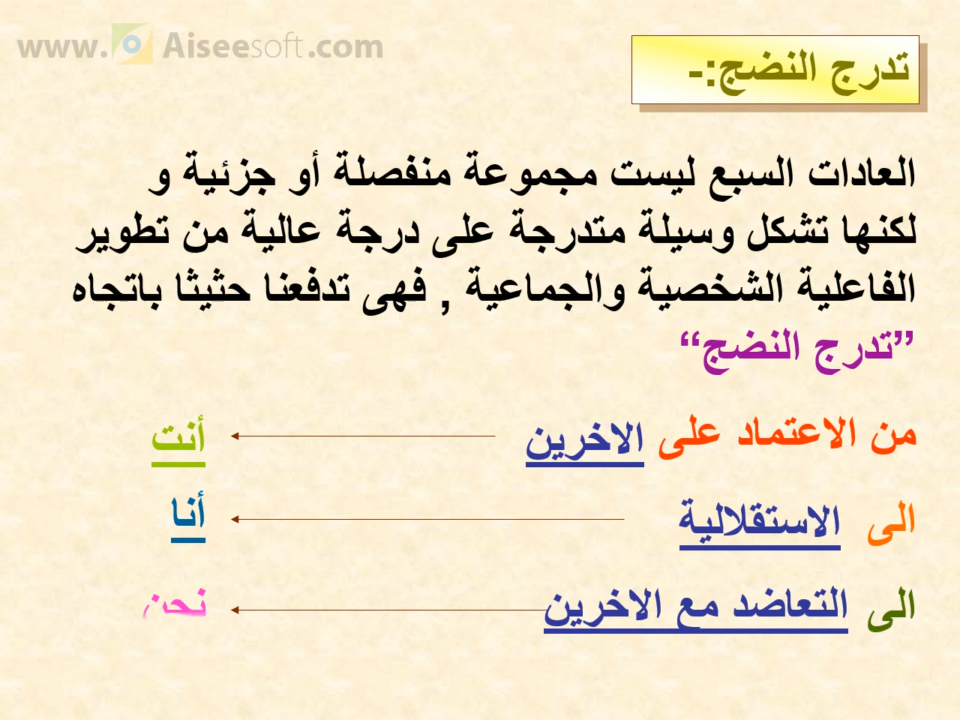 www.Aiseesoft.com
تدرج النضج:-
العادات السبع ليست مجموعة منفصلة أو جزئية و
لكنها تشكل وسيلة متدرجة على درجة عالية من تطوير
الفاعلية الشخصية والجماعية , فهى تدفعنا حثيثا باتجاه
”تدرج النضج“
من الاعتماد على الاخرين أنت
الى الاستقلالية أنا
الى التعاضد مع الاخرين نحن